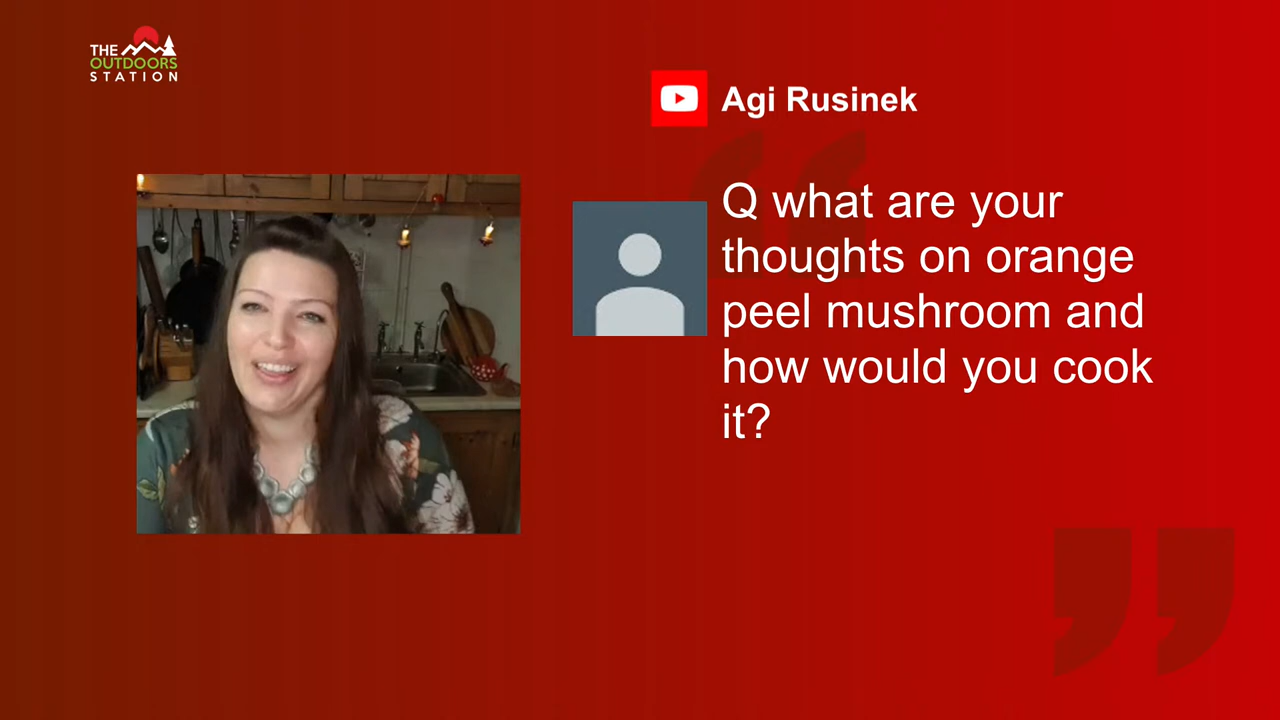 THE
OUTDOORS
STATION
Agi Rusinek
Q what are your
thoughts on orange
peel mushroom and
how would you cook
it?